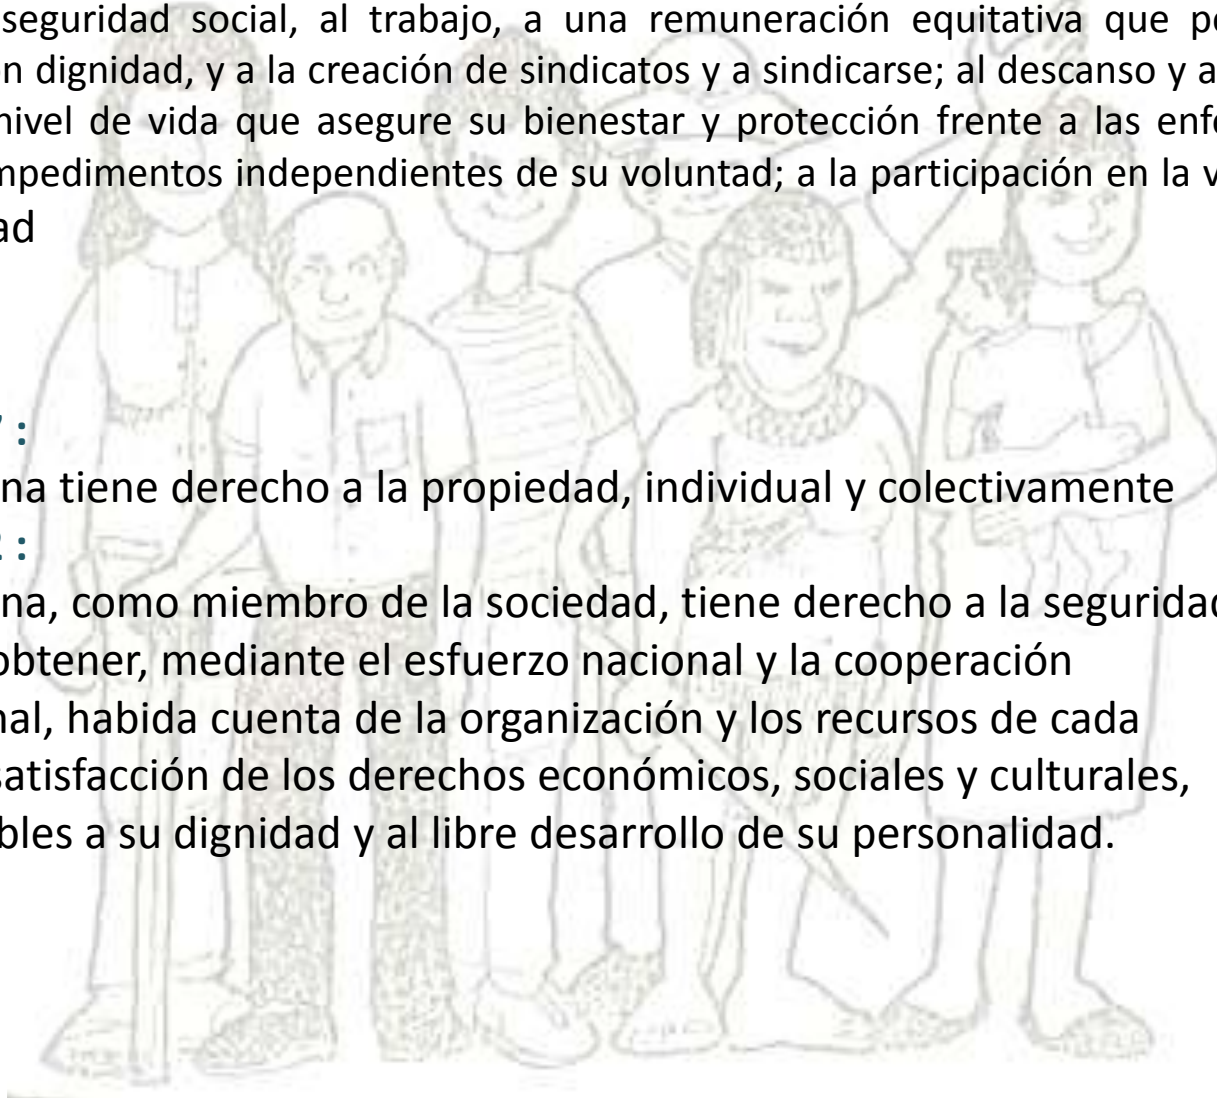 seguridad social, al trabajo, a una remuneración equitativa que p
n dignidad, y a la creación de sindicatos y a sindicarse; al descanso y a
nivel de vida que asegure su bienestar y protección frente a las enf
mpedimentos independientes de su voluntad; a la participación en la v
ad
:
na tiene derecho a la propiedad, individual y colectivamente
:
na, como miembro de la sociedad, tiene derecho a la seguridad
obtener, mediante el esfuerzo nacional y la cooperación
nal, habida cuenta de la organización y los recursos de cada
satisfacción de los derechos económicos, sociales y culturales,
bles a su dignidad y al libre desarrollo de su personalidad.